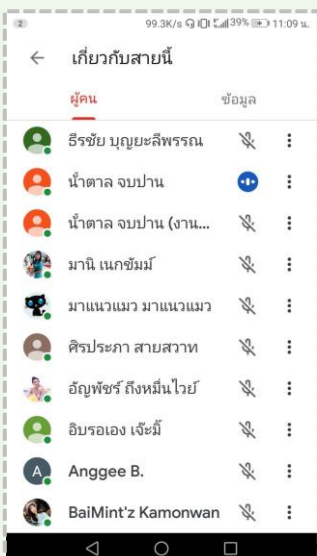 2 99.3K/s 39% 11:09 น.
เกี่ยวกับสายนี้
ผู้คน ข้อมูล
ธีรชัย บุญยะลีพรรณ
น้ำตาล จบปาน
น้ำตาล จบปาน (งาน...
มานิ เนกขัมม์
มาแนวแมว มาแนวแมว
ศิรประภา สายสวาท
อัญพัชร์ ถึงหมื่นไวย์
อิบรอเอง เจ๊ะมิ้
A Anggee B.
BaiMint'z Kamonwan